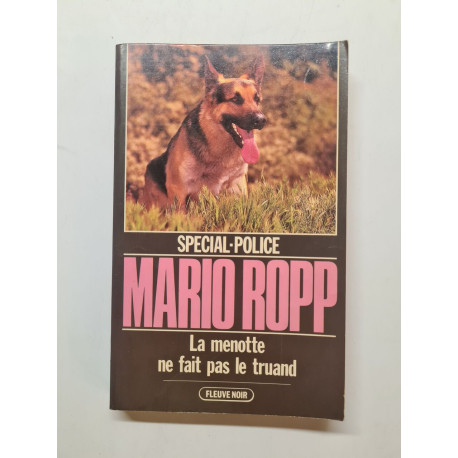 SPECIAL-POLICE
MARIO ROPP
La menotte
ne fait pas le truand
FLEUVE NOIR